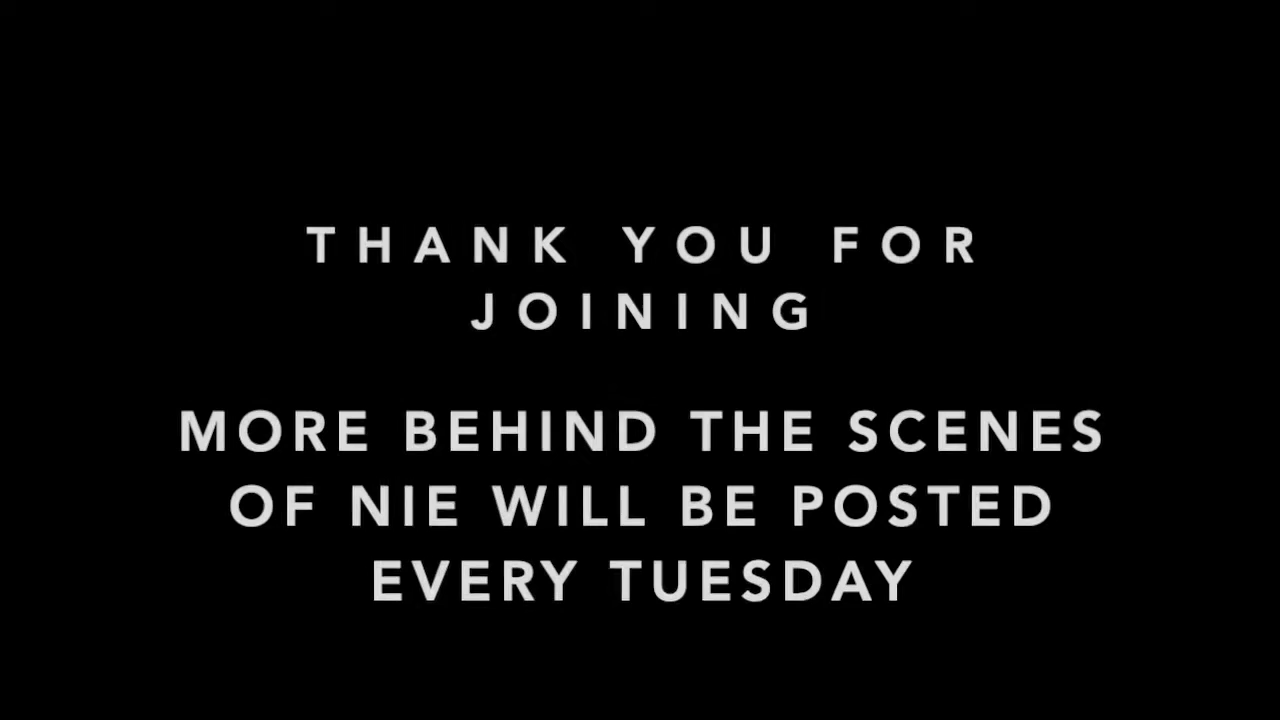 THANK YOU FOR
JOINING
MORE BEHIND THE SCENES
OF NIE WILL BE POSTED
EVERY TUESDAY